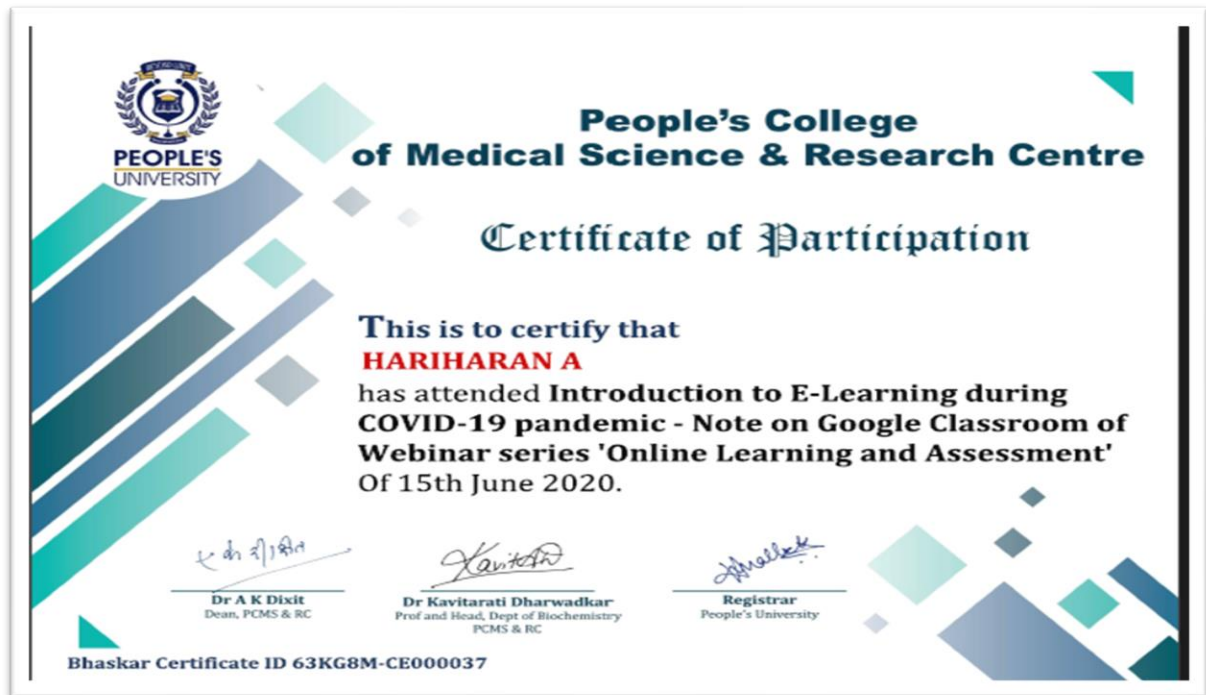 PEOPLE'S
UNIVERSITY
People's College
of Medical Science & Research Centre
Certificate of Participation
This is to certify that
HARIHARAN A
has attended Introduction to E-Learning during
COVID-19 pandemic - Note on Google Classroom of
Webinar series 'Online Learning and Assessment'
Of 15th June 2020.
Dr A K Dixit
Dean, PCMS & RC
Dr Kavitarati Dharwadkar
Prof and Head, Dept of Biochemistry
PCMS & RC
Registrar
People's University
Bhaskar Certificate ID 63KG8M-CE000037